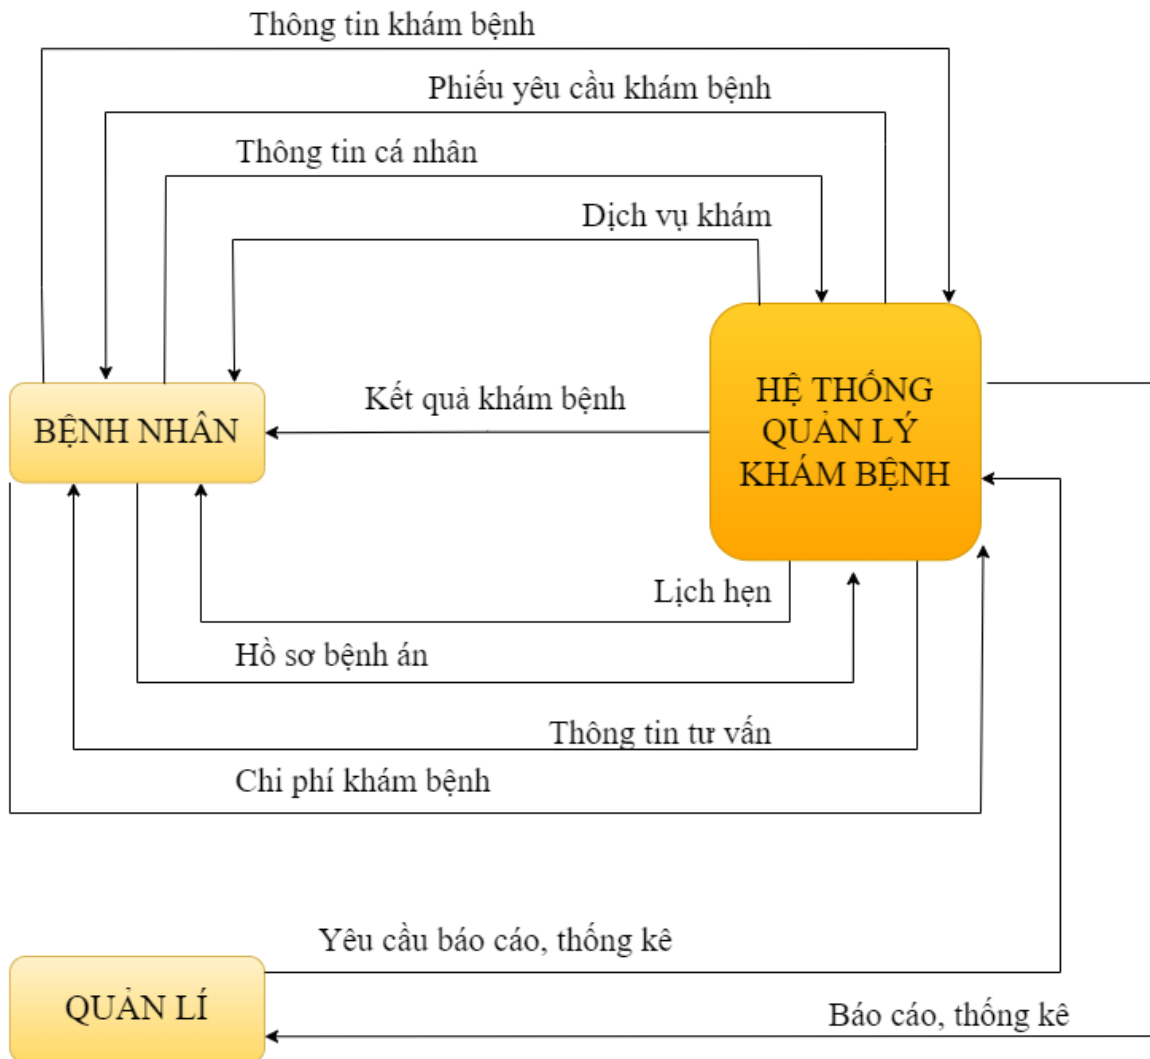 Thông tin khám bệnh
Phiếu yêu cầu khám bệnh
Thông tin cá nhân
Dịch vụ khám
Kết quả khám bệnh
BỆNH NHÂN
HỆ THỐNG
QUẢN LÝ
KHÁM BỆNH
Lịch hẹn
Hồ sơ bệnh án
Thông tin tư vấn
Chi phí khám bệnh
Yêu cầu báo cáo, thống kê
QUẢN LÍ
Báo cáo, thống kê